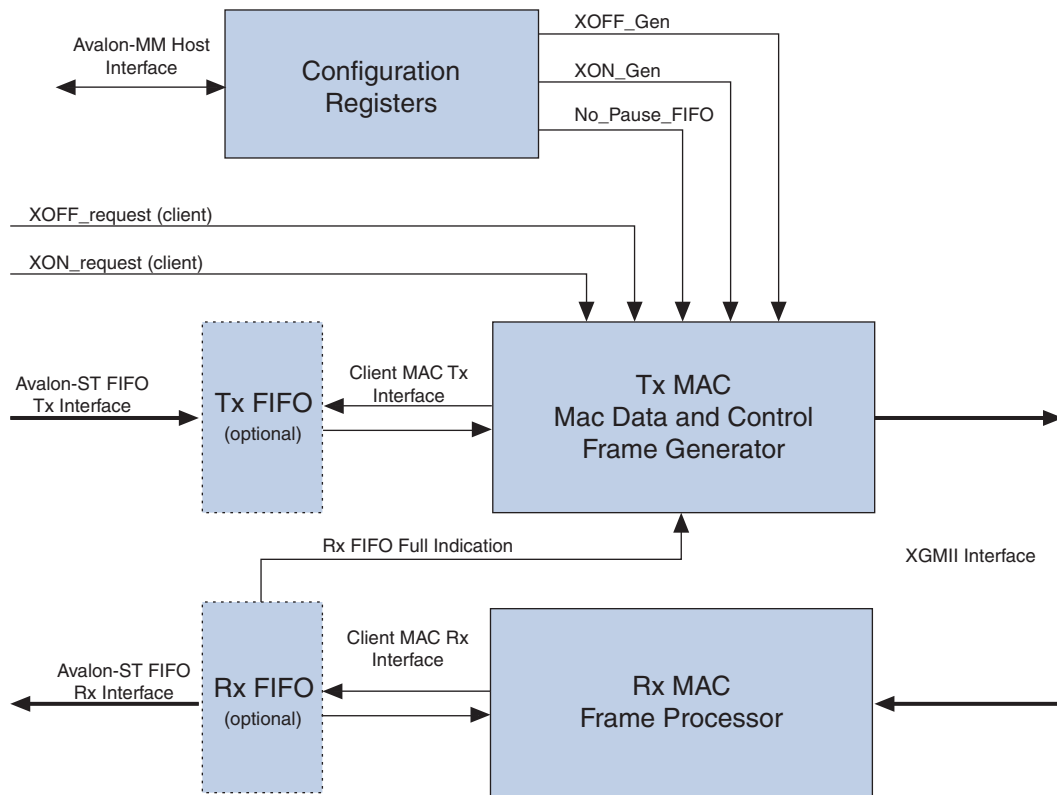 XOFF_Gen
Avalon-MM Host
Interface
Configuration
Registers
XON_Gen
No_Pause_FIFO
XOFF_request (client)
XON_request (client)
Avalon-ST FIFO
Tx Interface
Tx FIFO
(optional)
Client MAC Tx
Interface
Tx MAC
Mac Data and Control
Frame Generator
Rx FIFO Full Indication
XGMII Interface
Avalon-ST FIFO
Rx Interface
Rx FIFO
(optional)
Client MAC Rx
Interface
Rx MAC
Frame Processor